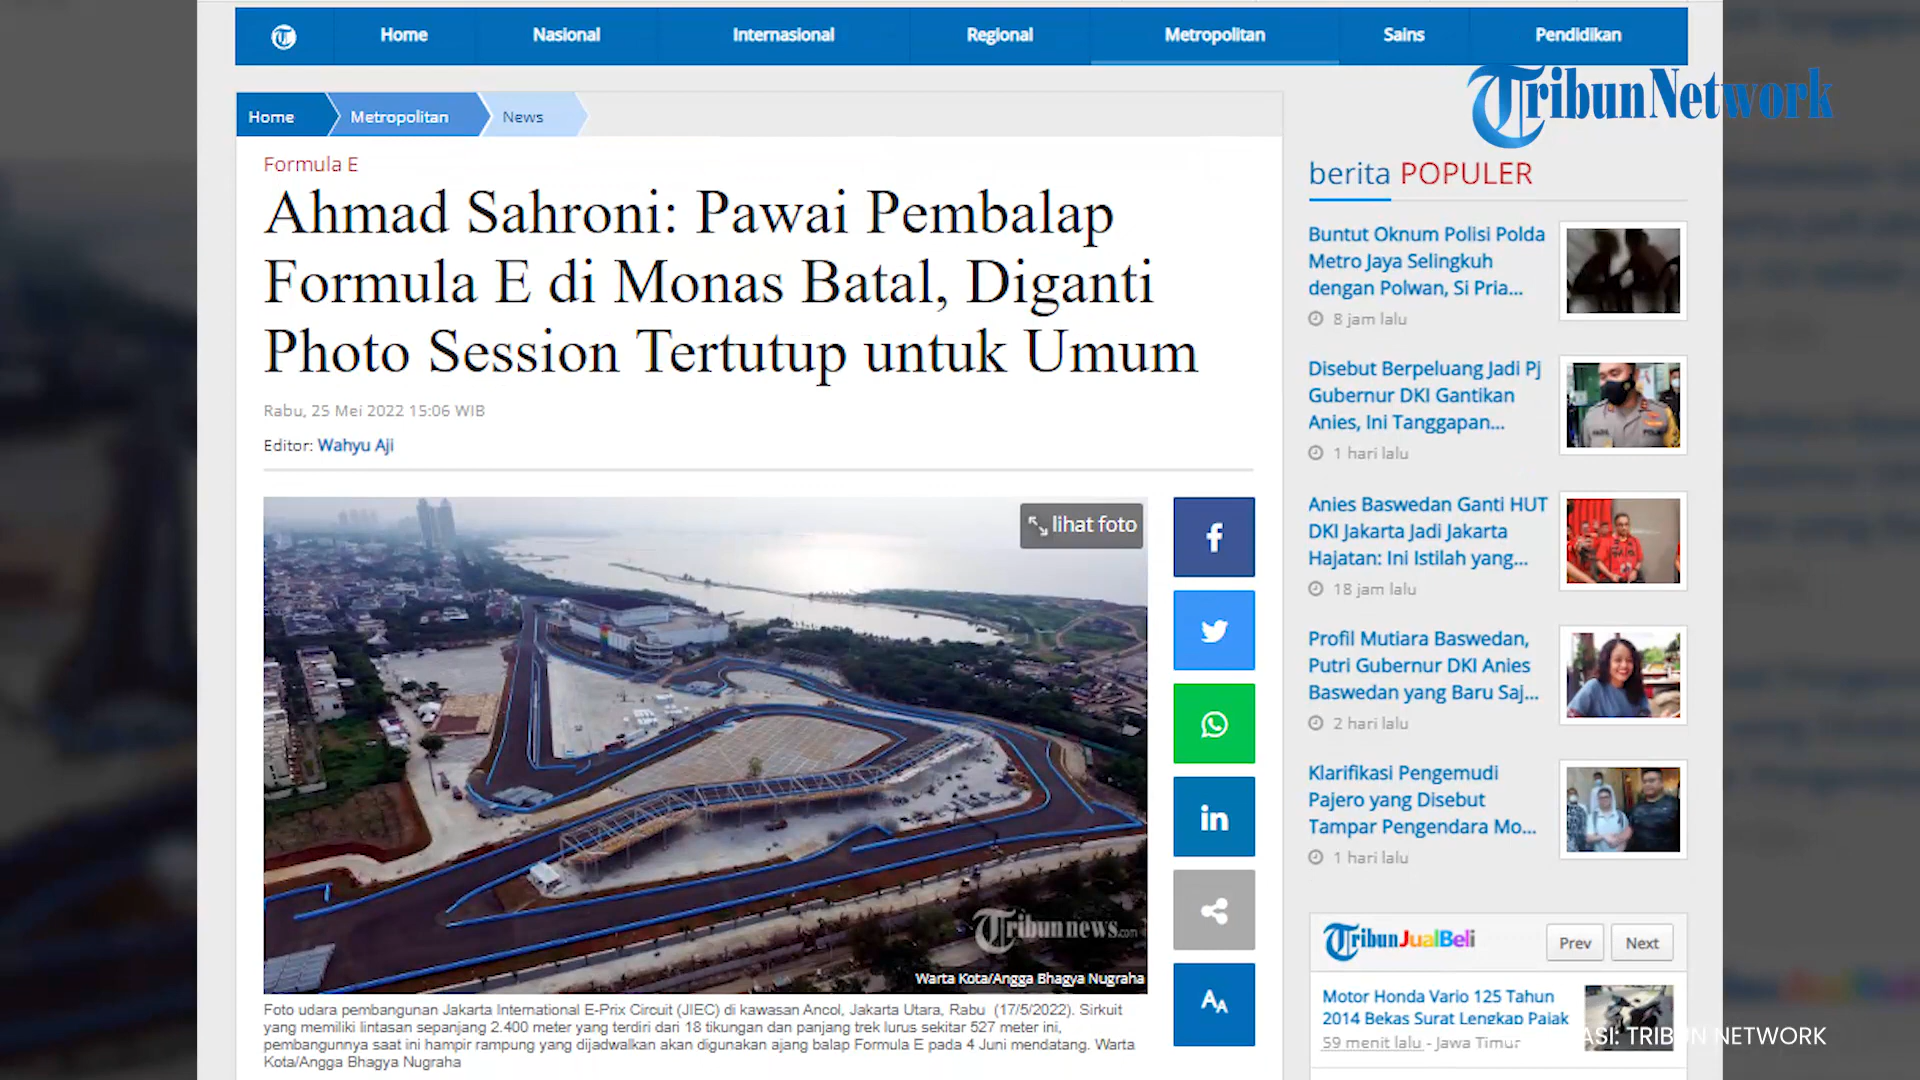 Home Nasional Internasional Regional Metropolitan Sains Pendidikan
Tribun Network
Home Metropolitan News
Formula E
Ahmad Sahroni: Pawai Pembalap
Formula E di Monas Batal, Diganti
Photo Session Tertutup untuk Umum
Rabu, 25 Mei 2022 15:06 WIB
Editor: Wahyu Aji
lihat foto
Tribunnews.com
Warta Kota/Angga Bhagya Nugraha
Foto udara pembangunan Jakarta International E-Prix Circuit (JIEC) di kawasan Ancol, Jakarta Utara, Rabu (17/5/2022). Sirkuit
yang memiliki lintasan sepanjang 2.400 meter yang terdiri dari 18 tikungan dan panjang trek lurus sekitar 527 meter ini,
pembangunnya saat ini hampir rampung yang dijadwalkan akan digunakan ajang balap Formula E pada 4 Juni mendatang. Warta
Kota/Angga Bhagya Nugraha
berita POPULER
Buntut Oknum Polisi Polda
Metro Jaya Selingkuh
dengan Polwan, Si Pria...
8 jam lalu
Disebut Berpeluang Jadi Pj
Gubernur DKI Gantikan
Anies, Ini Tanggapan...
1 hari lalu
Anies Baswedan Ganti HUT
DKI Jakarta Jadi Jakarta
Hajatan: Ini Istilah yang...
18 jam lalu
Profil Mutiara Baswedan,
Putri Gubernur DKI Anies
Baswedan yang Baru Saj...
2 hari lalu
Klarifikasi Pengemudi
Pajero yang Disebut
Tampar Pengendara Mo...
1 hari lalu
TribunJualBeli Prev Next
Motor Honda Vario 125 Tahun
2014 Bekas Surat Lengkap Pajak
59 menit lalu - Jawa Timur
ASI: TRIBUN NETWORK